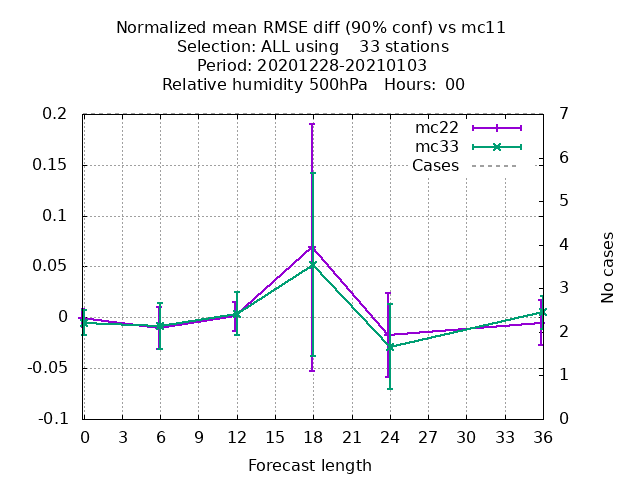 Normalized mean RMSE diff (90% conf) vs mc11
Selection: ALL using    33 stations
Period: 20201228-20210103
Relative humidity 500hPa   Hours:  00
0.2
0.15
0.1
0.05
0
-0.05
-0.1
7
6
5
4
3
2
1
0
mc22
mc33
Cases
No cases
0 3 6 9 12 15 18 21 24 27 30 33 36
Forecast length